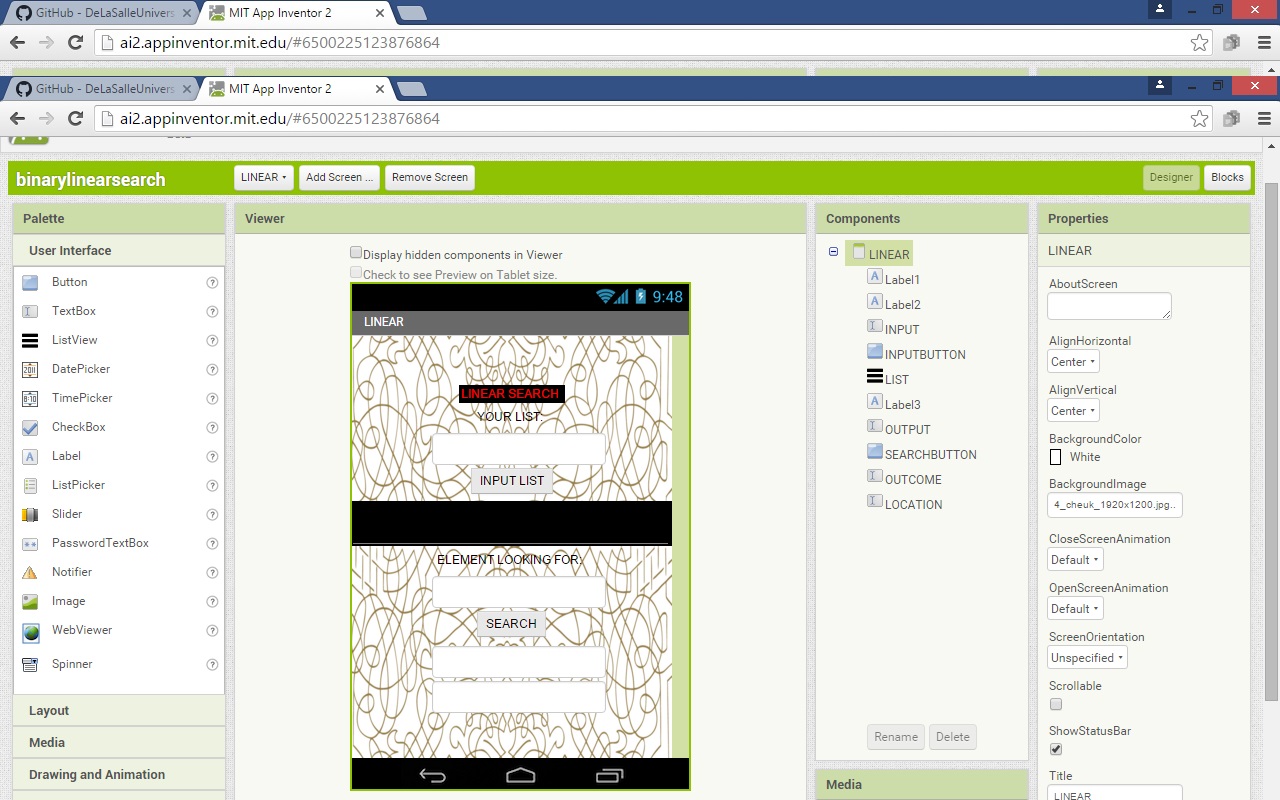 GitHub - DeLaSalleUnivers
MIT App Inventor 2
ai2.appinventor.mit.edu/#6500225123876864
GitHub - DeLaSalleUnivers
MIT App Inventor 2
ai2.appinventor.mit.edu/#6500225123876864
binarylinearsearch
LINEAR
Add Screen ...
Remove Screen
Designer
Blocks
Palette
User Interface
Button
TextBox
ListView
DatePicker
TimePicker
CheckBox
Label
ListPicker
Slider
PasswordTextBox
Notifier
Image
WebViewer
Spinner
Layout
Media
Drawing and Animation
Viewer
Display hidden components in Viewer
Check to see Preview on Tablet size.
9:48
LINEAR
LINEAR SEARCH
YOUR LIST:
INPUT LIST
ELEMENT LOOKING FOR:
SEARCH
Components
LINEAR
Label1
Label2
INPUT
INPUTBUTTON
LIST
Label3
OUTPUT
SEARCHBUTTON
OUTCOME
LOCATION
Rename
Delete
Media
Properties
LINEAR
AboutScreen
AlignHorizontal
Center
AlignVertical
Center
BackgroundColor
White
BackgroundImage
4_cheuk_1920x1200.jpg...
CloseScreenAnimation
Default
OpenScreenAnimation
Default
ScreenOrientation
Unspecified
Scrollable
ShowStatusBar
Title
LINEAR